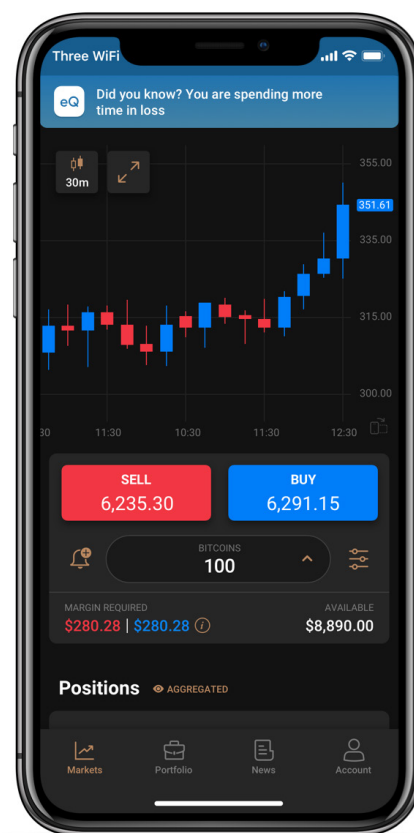 Three WiFi
eQ
Did you know? You are spending more
time in loss
30m
355.00
351.61
335.00
315.00
300.00
30
11:30
10:30
11:30
12:30
SELL
6,235.30
BUY
6,291.15
BITCOINS
100
MARGIN REQUIRED
AVAILABLE
$280.28 | $280.28
$8,890.00
Positions
AGGREGATED
Markets
Portfolio
News
Account